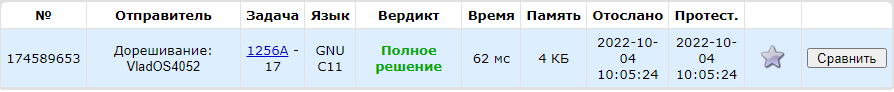 № Отправитель Задача Язык Вердикт Время Память Отослано Протест.
174589653 Дорешивание: VladOS4052 1256A - 17 GNU C11 Полное решение 62 мс 4 КБ 2022-10-04 10:05:24 2022-10-04 10:05:24 Сравнить